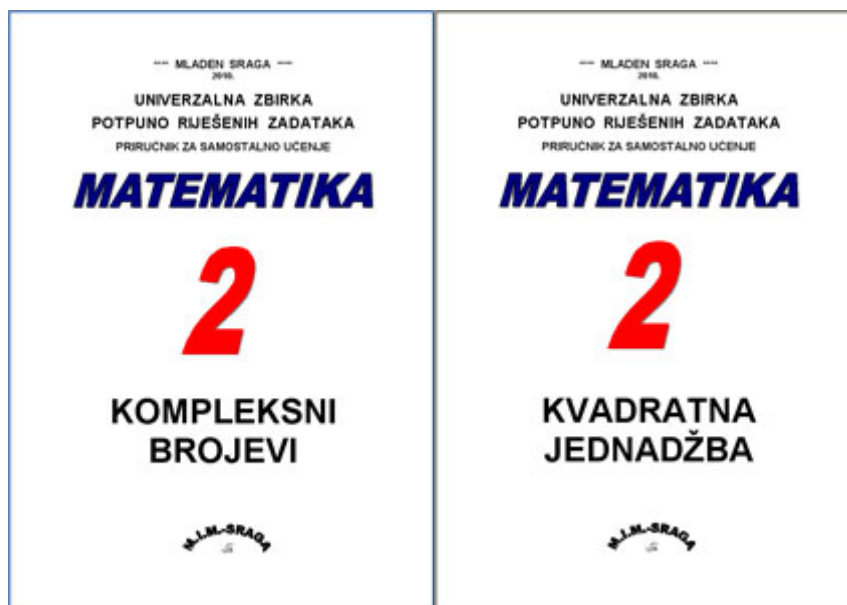 --- MLADEN SRAGA ---
2010.
UNIVERZALNA ZBIRKA
POTPUNO RIJEŠENIH ZADATAKA
PRIRUČNIK ZA SAMOSTALNO UČENJE
MATEMATIKA
2
KOMPLEKSNI
BROJEVI
M.I.M.-SRAGA
--- MLADEN SRAGA ---
2010.
UNIVERZALNA ZBIRKA
POTPUNO RIJEŠENIH ZADATAKA
PRIRUČNIK ZA SAMOSTALNO UČENJE
MATEMATIKA
2
KVADRATNA
JEDNADŽBA
M.I.M.-SRAGA